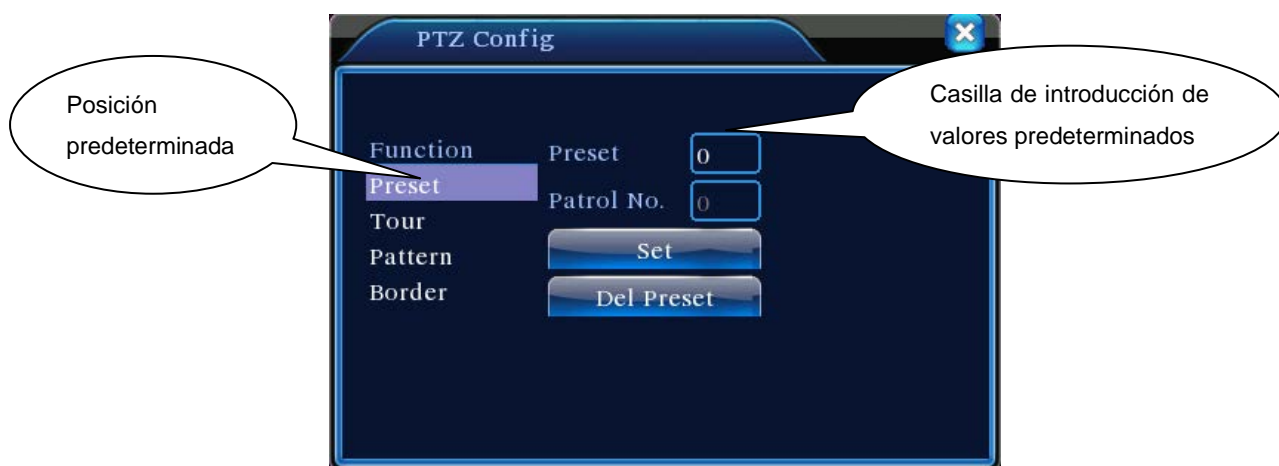 PTZ Config
Posición
predeterminada
Casilla de introducción de
valores predeterminados
Function
Preset
Tour
Pattern
Border
Preset 0
Patrol No. 0
Set
Del Preset